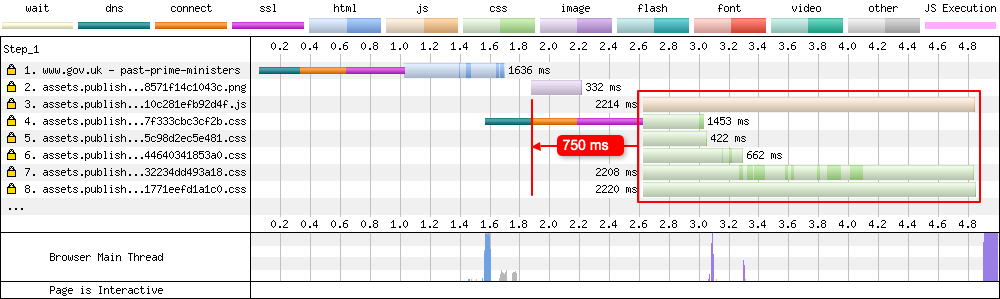 wait dns connect ssl html js css image flash font video other JS Execution
Step_1 0.2 0.4 0.6 0.8 1.0 1.2 1.4 1.6 1.8 2.0 2.2 2.4 2.6 2.8 3.0 3.2 3.4 3.6 3.8 4.0 4.2 4.4 4.6 4.8
1. www.gov.uk - past-prime-ministers 1636 ms
2. assets.publish...8571f14c1043c.png 332 ms
3. assets.publish...10c281efb92d4f.js 2214 ms
4. assets.publish...7f333cbc3cf2b.css 1453 ms
5. assets.publish...5c98d2ec5e481.css 750 ms 422 ms
6. assets.publish...44640341853a0.css 662 ms
7. assets.publish...32234dd493a18.css 2208 ms
8. assets.publish...1771eefd1a1c0.css 2220 ms
...
0.2 0.4 0.6 0.8 1.0 1.2 1.4 1.6 1.8 2.0 2.2 2.4 2.6 2.8 3.0 3.2 3.4 3.6 3.8 4.0 4.2 4.4 4.6 4.8
Browser Main Thread
Page is Interactive